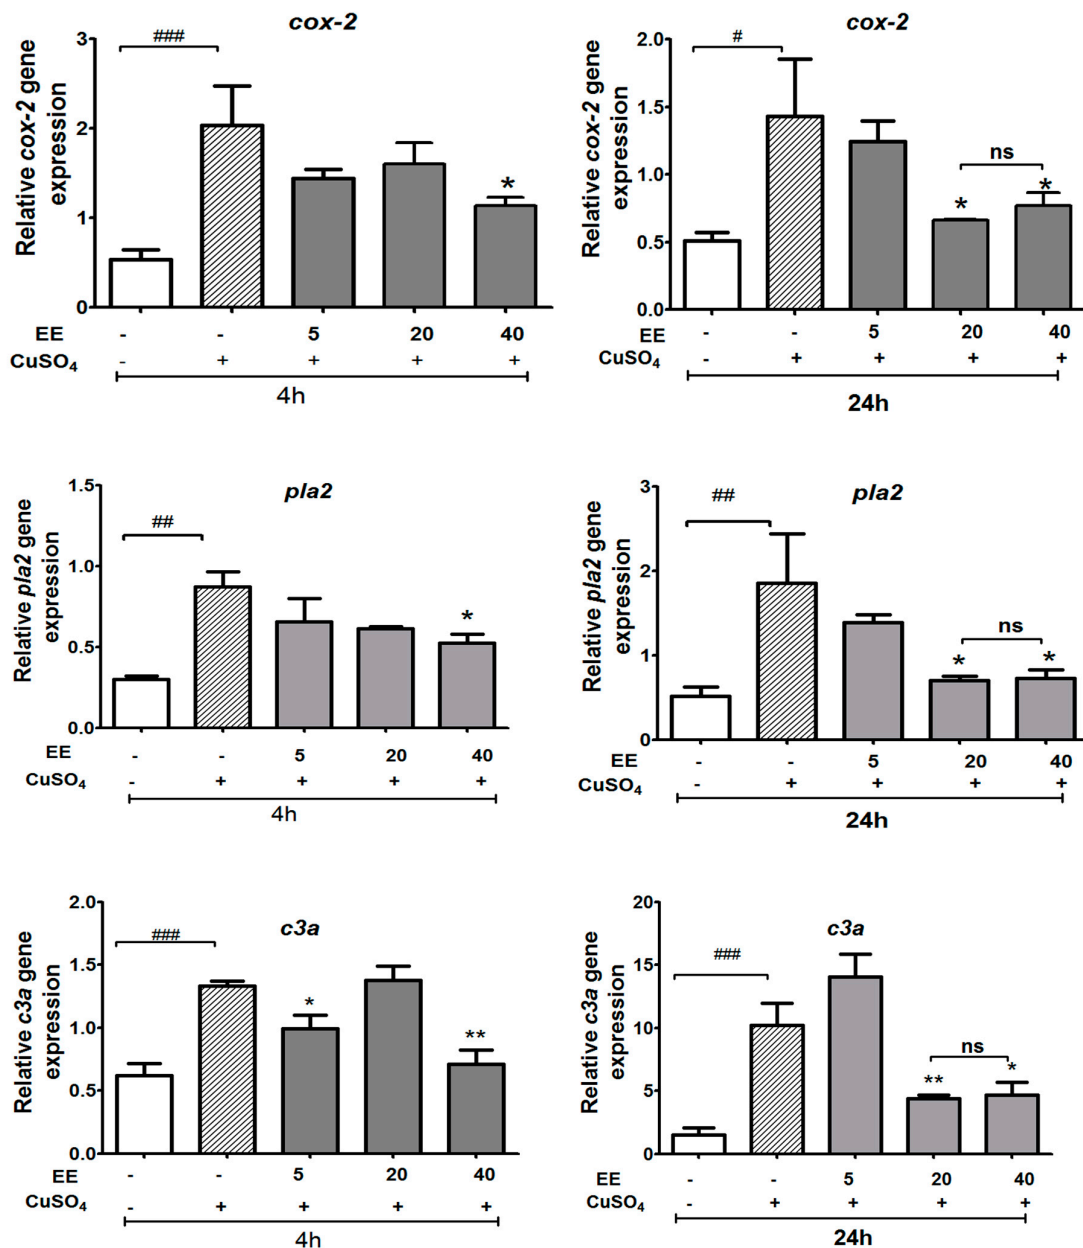 cox-2
###
Relative cox-2 gene
expression
3
2
1
0
*
EE - - 5 20 40
CuSO4 - + + + +
4h
cox-2
#
Relative cox-2 gene
expression
2.0
1.5
1.0
0.5
0.0
ns
* *
EE - - 5 20 40
CuSO4 - + + + +
24h
pla2
##
Relative pla2 gene
expression
1.5
1.0
0.5
0.0
*
EE - - 5 20 40
CuSO4 - + + + +
4h
pla2
##
Relative pla2 gene
expression
3
2
1
0
ns
* *
EE - - 5 20 40
CuSO4 - + + + +
24h
c3a
###
Relative c3a gene
expression
2.0
1.5
1.0
0.5
0.0
* **
EE - - 5 20 40
CuSO4 - + + + +
4h
c3a
###
Relative c3a gene
expression
20
15
10
5
0
ns
** *
EE - - 5 20 40
CuSO4 - + + + +
24h